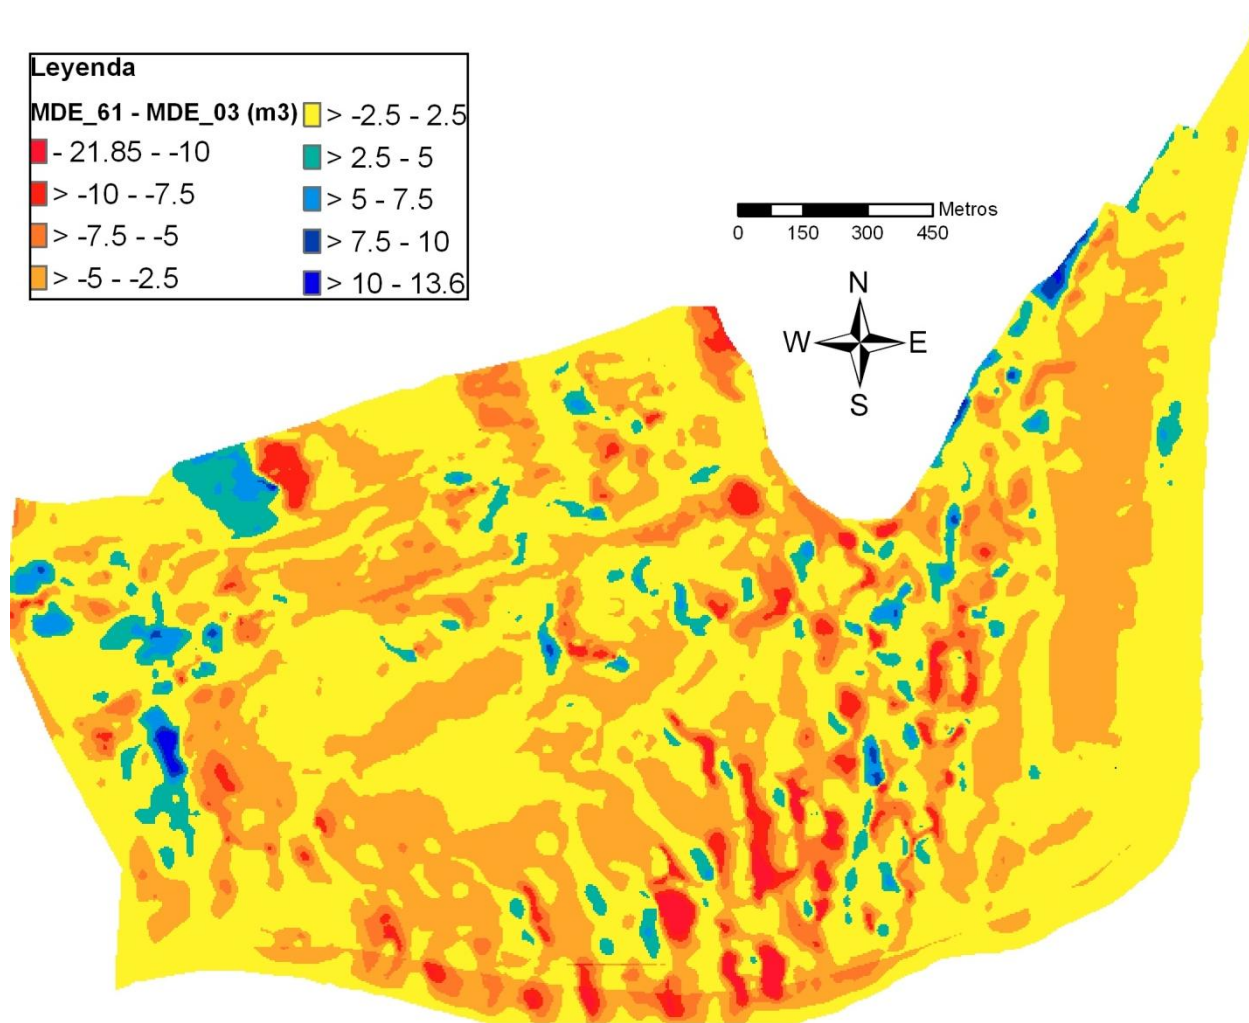 Leyenda
MDE_61 - MDE_03 (m3)
- 21.85 - -10
> -10 - -7.5
> -7.5 - -5
> -5 - -2.5
> -2.5 - 2.5
> 2.5 - 5
> 5 - 7.5
> 7.5 - 10
> 10 - 13.6
Metros
0 150 300 450
N
W E
S